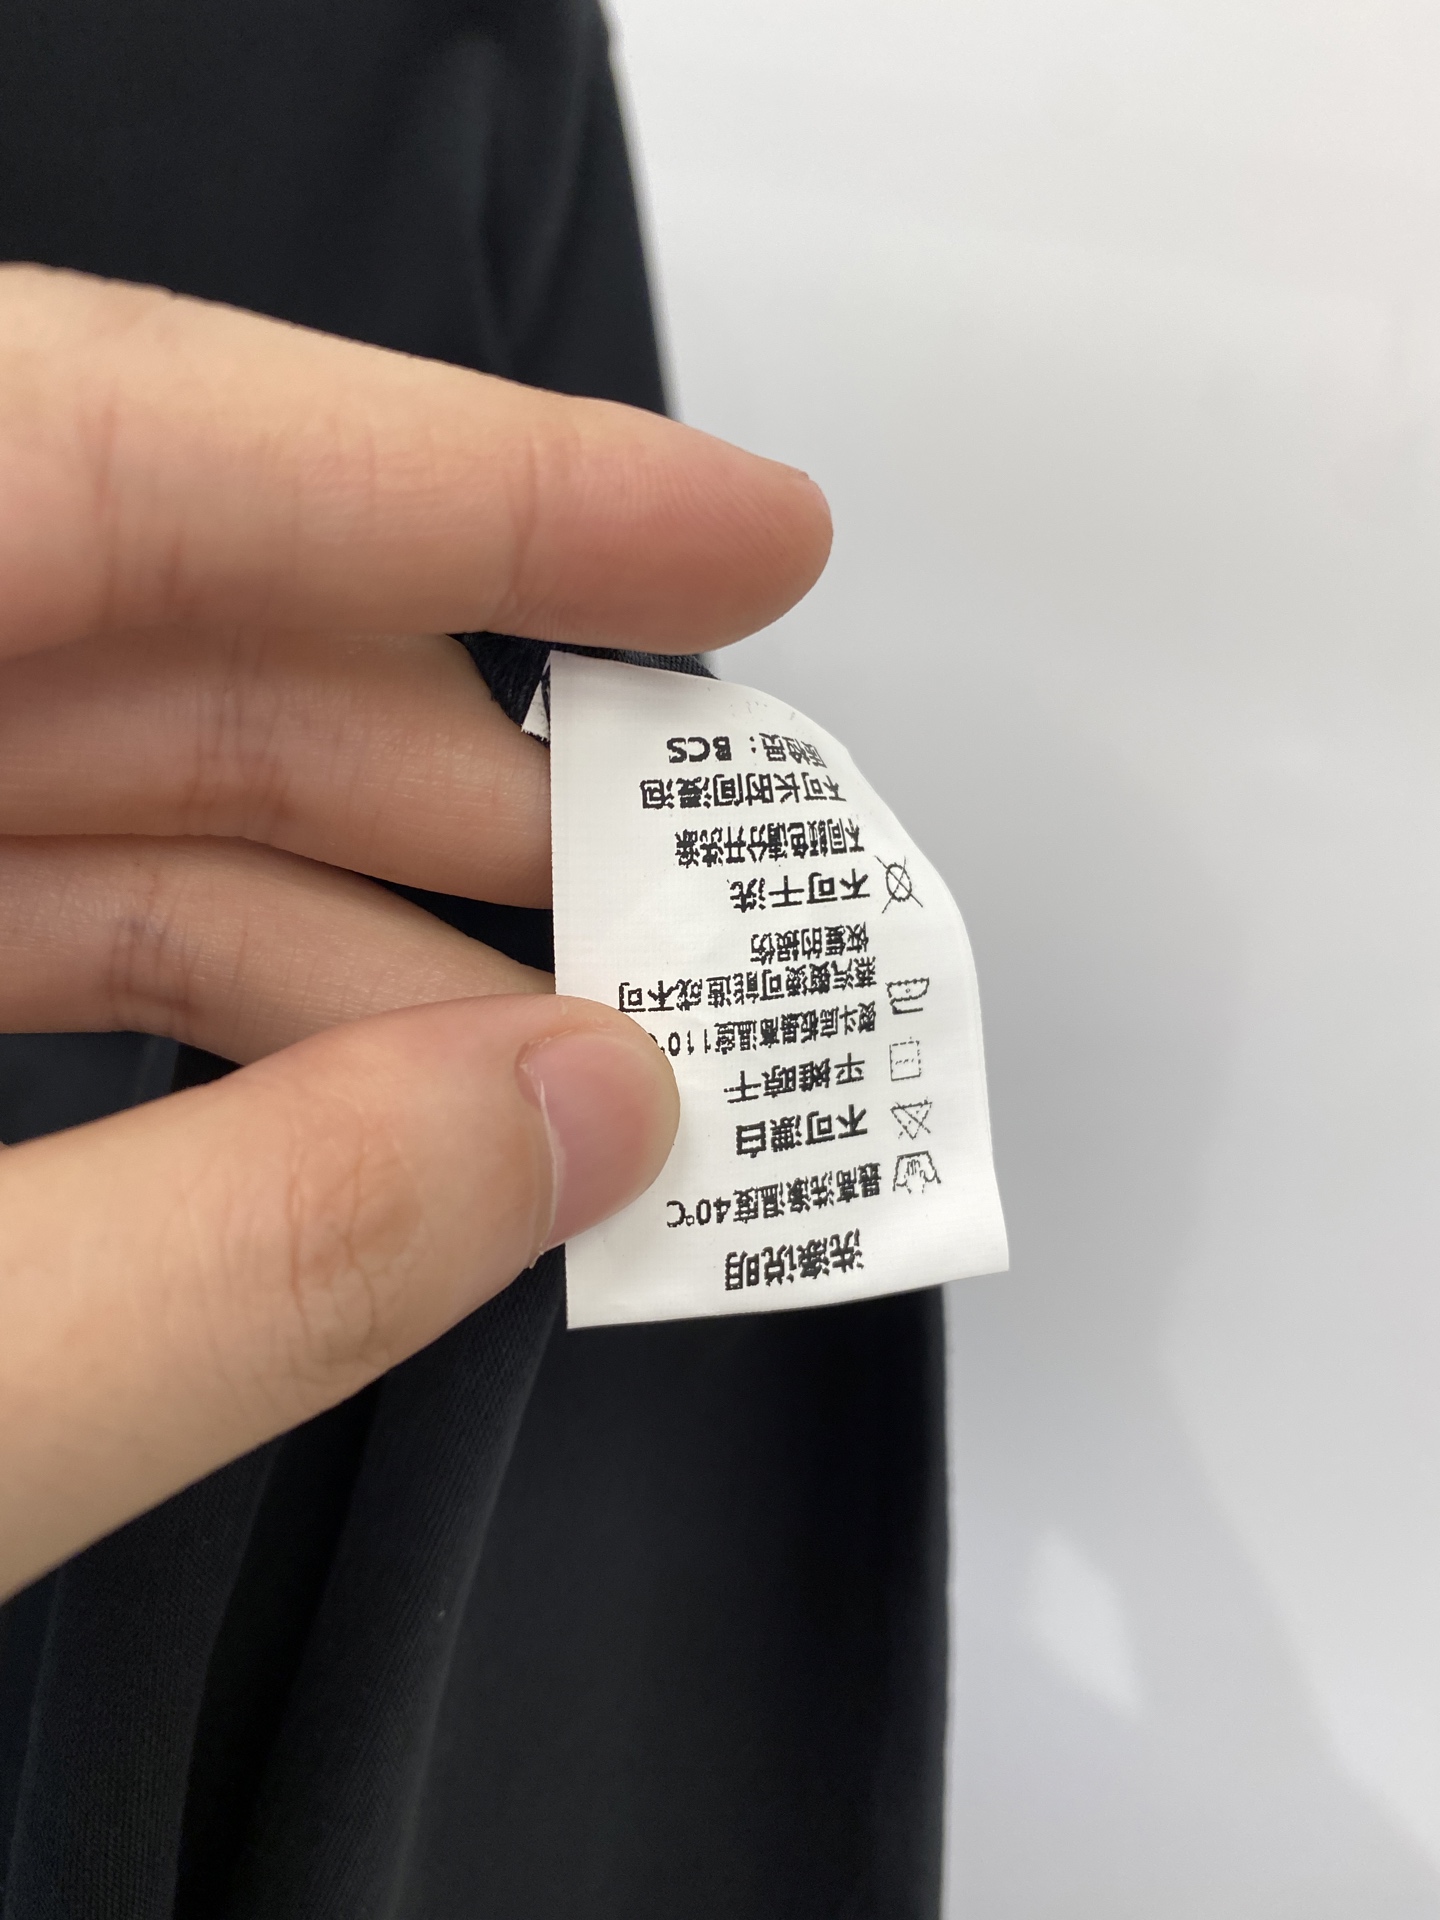 洗涤说明
最高洗涤温度40℃
不可漂白
平摊晾干
熨斗底板最高温度110℃
蒸汽熨烫可能造成不可
恢复的损伤
不可干洗
不同颜色请分开洗涤
不可长时间浸泡
质检员：BCS